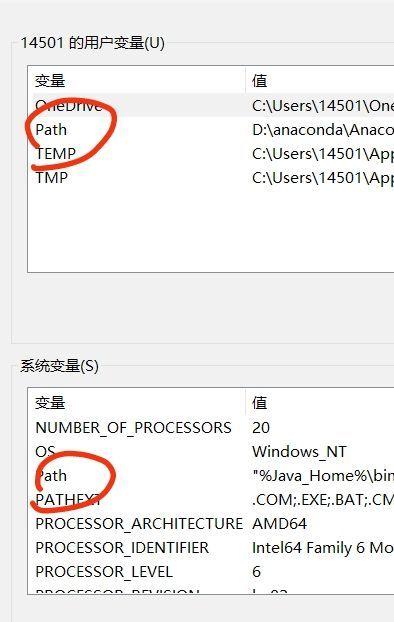 14501 的用户变量(U)
变量 值
OneDrive C:\Users\14501\One
Path D:\anaconda\Anaco
TEMP C:\Users\14501\App
TMP C:\Users\14501\App
系统变量(S)
变量 值
NUMBER_OF_PROCESSORS 20
OS Windows_NT
Path "%Java_Home%\bin
PATHEXT .COM;.EXE;.BAT;.CM
PROCESSOR_ARCHITECTURE AMD64
PROCESSOR_IDENTIFIER Intel64 Family 6 Mo
PROCESSOR_LEVEL 6